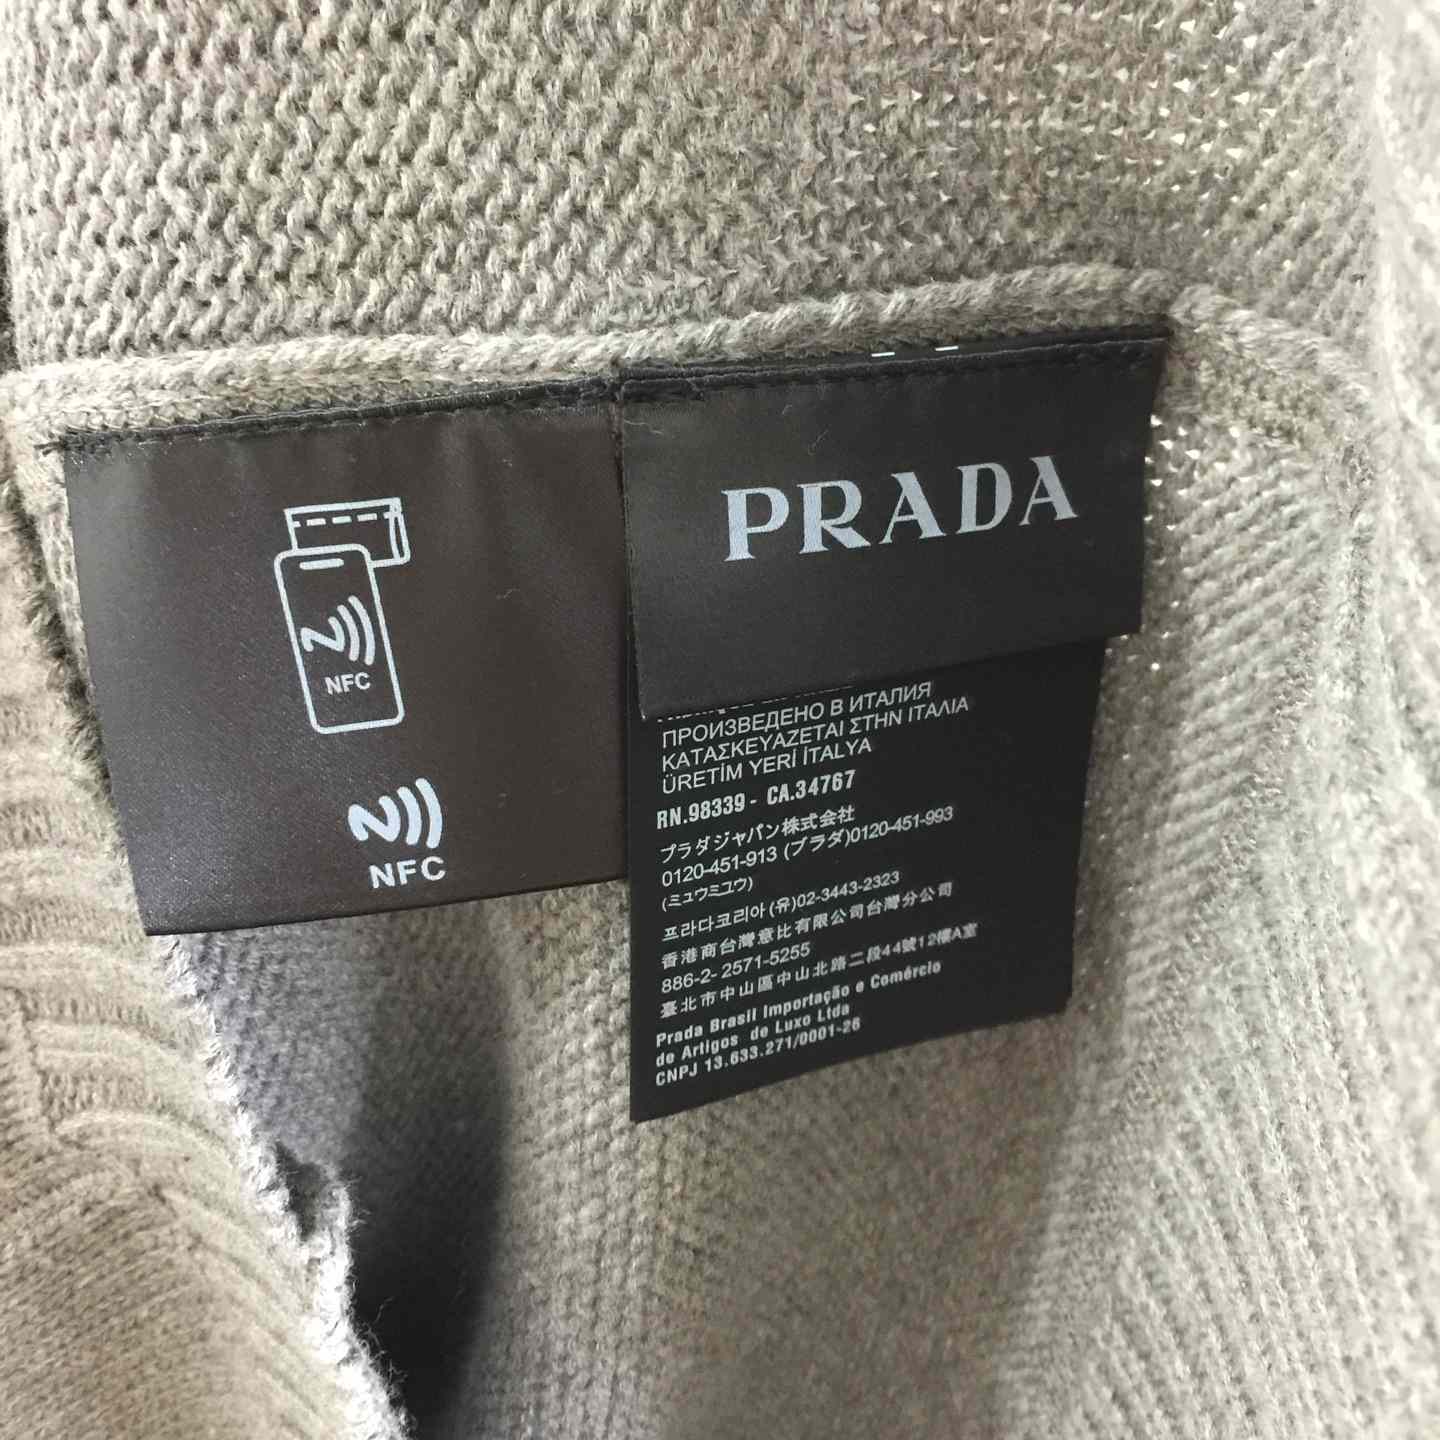 NFC
NFC
PRADA
ПРОИЗВЕДЕНО В ИТАЛИЯ
ΚΑΤΑΣΚΕΥΑΖΕΤΑΙ ΣΤΗΝ ΙΤΑΛΙΑ
ÜRETİM YERİ İTALYA
RN.98339 - CA.34767
プラダジャパン株式会社
0120-451-913 (プラダ)0120-451-993
(ミュウミュウ)
프라다코리아(유)02-3443-2323
香港商台灣意比有限公司台灣分公司
886-2- 2571-5255
臺北市中山區中山北路二段44號12樓A室
Prada Brasil Importação e Comércio
de Artigos de Luxo Ltda
CNPJ 13.633.271/0001-26